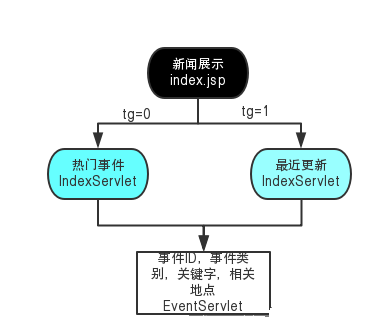 新闻展示
index.jsp
tg=0
tg=1
热门事件
IndexServlet
最近更新
IndexServlet
事件ID，事件类
别，关键字，相关
地点
EventServlet